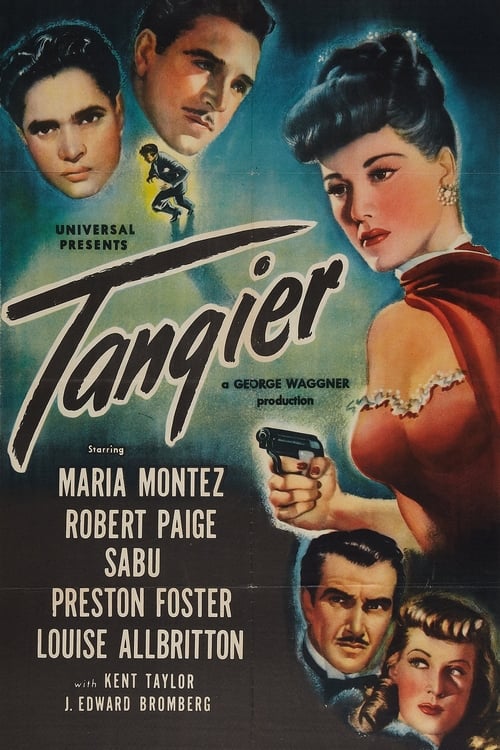 UNIVERSAL
PRESENTS
Tangier
a GEORGE WAGGNER
production
Starring
MARIA MONTEZ
ROBERT PAIGE
SABU
PRESTON FOSTER
LOUISE ALLBRITTON
with KENT TAYLOR
J. EDWARD BROMBERG